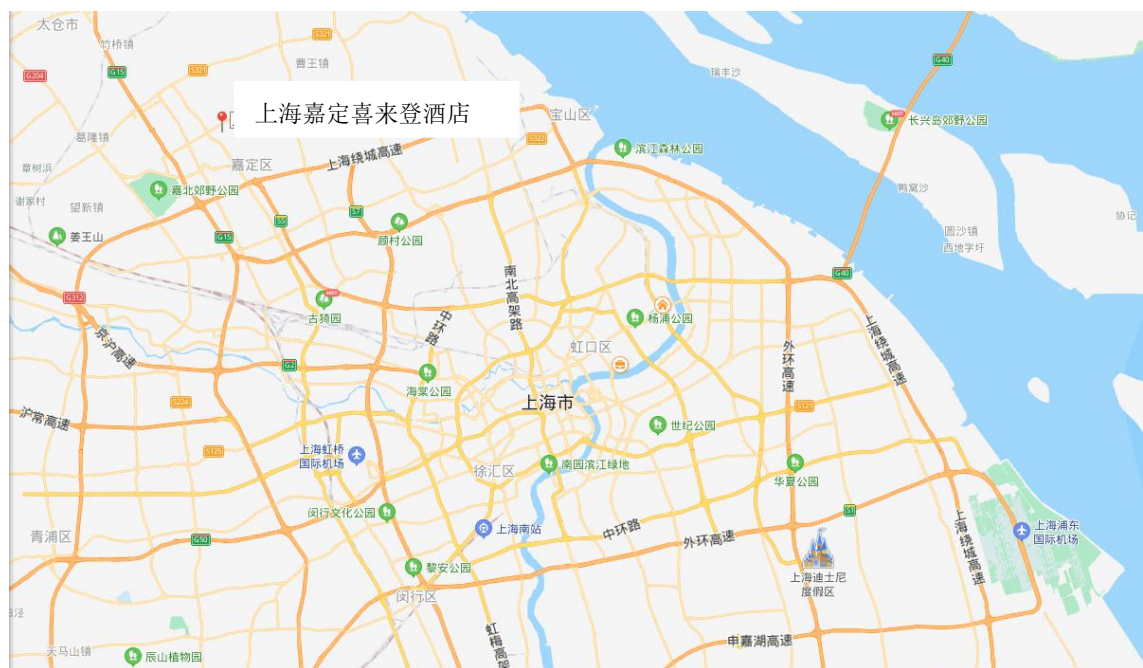 太仓市
竹桥镇
S321
曹王镇
G204
G15
S321
G40
瑞丰沙
上海嘉定喜来登酒店
宝山区
长兴岛郊野公园
葛隆镇
S322
滨江森林公园
章树浜
嘉定区
上海绕城高速
嘉北郊野公园
鸭窝沙
谢家村
望新镇
S5
S7
协记
姜王山
G15
顾村公园
圆沙镇
西地字圩
南北高架路
G40
G312
HOT
古猗园
中环路
杨浦公园
上海绕城高速
京沪高速
虹口区
外环高速
G2
海棠公园
上海市
S224
S121
沪常高速
世纪公园
S125
上海虹桥
国际机场
徐汇区
南园滨江绿地
华夏公园
闵行文化公园
S1
上海南站
中环路
上海绕城高速
青浦区
G50
外环高速
上海浦东
国际机场
黎安公园
上海迪士尼
度假区
闵行区
虹梅高架
申嘉湖高速
天马山镇
辰山植物园